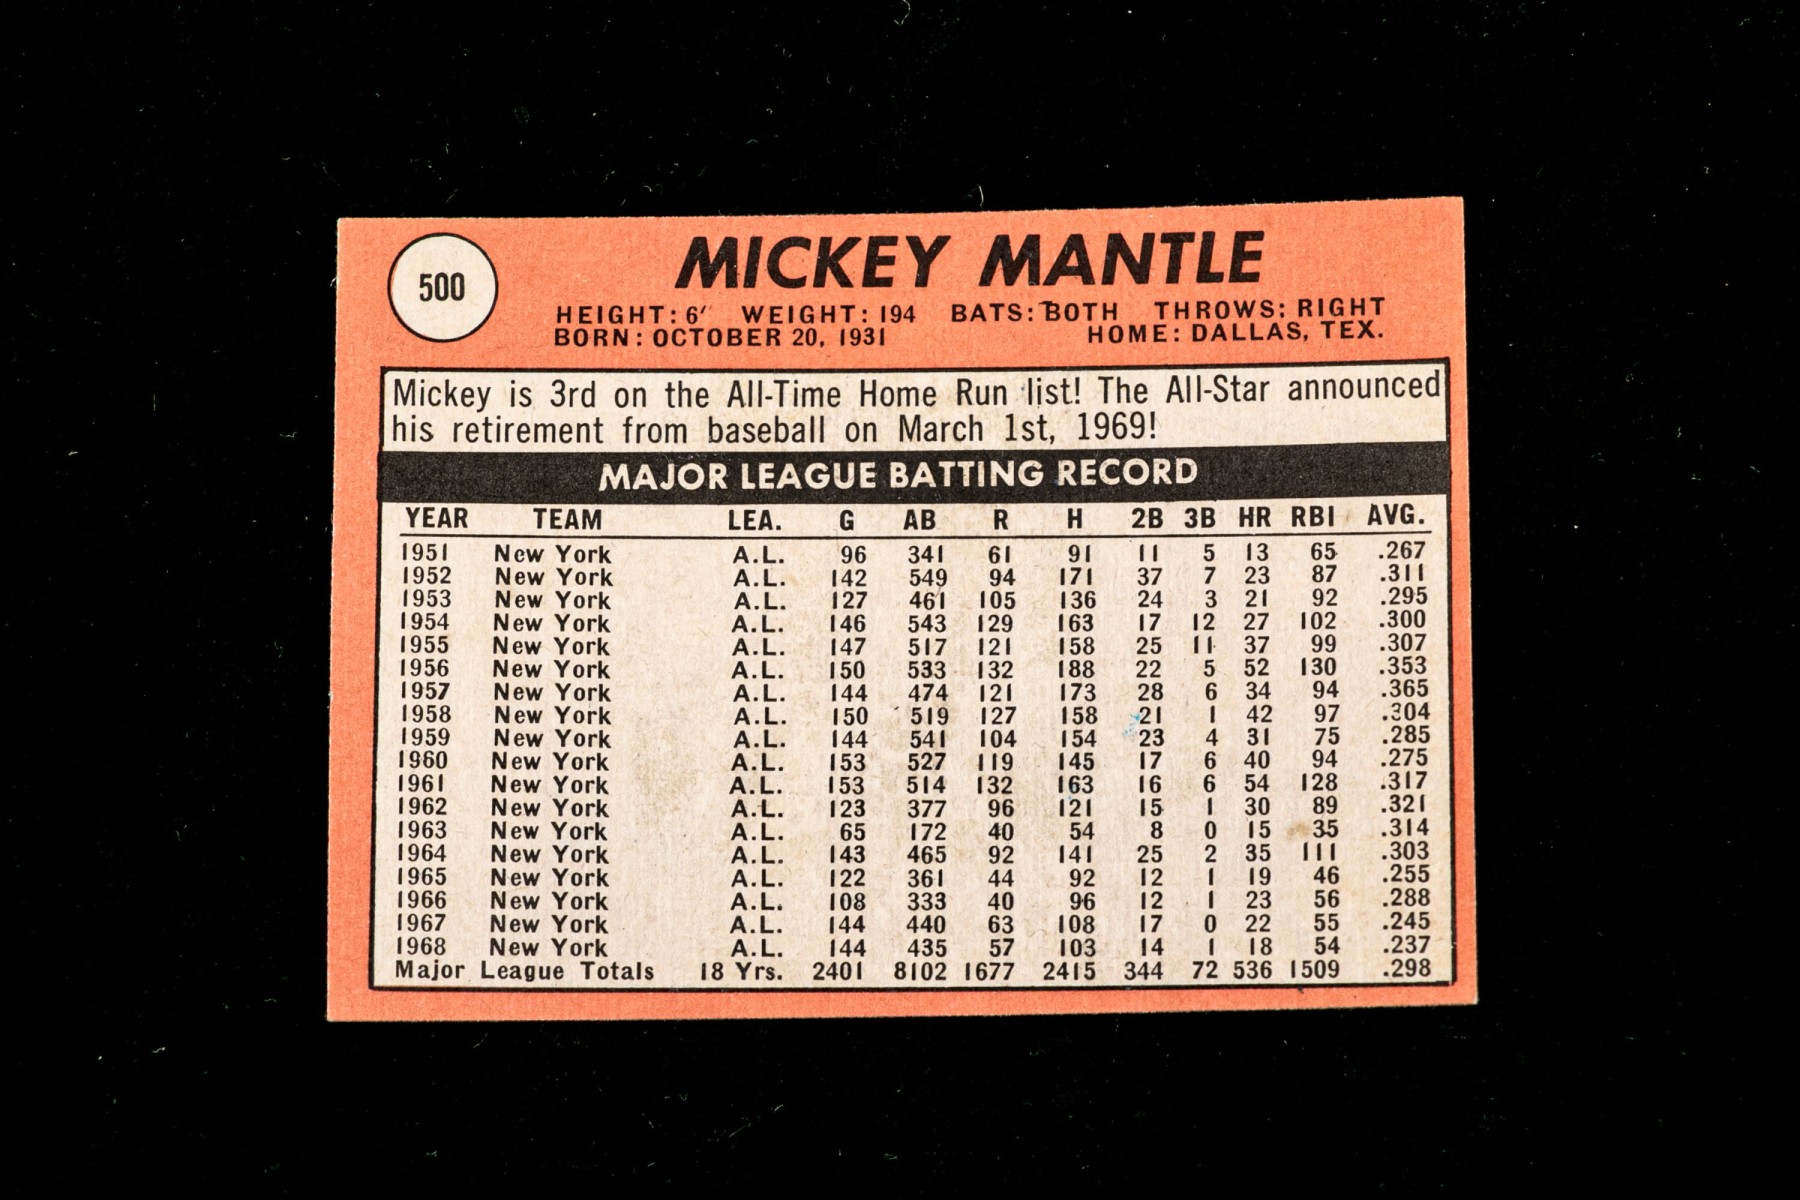 500
MICKEY MANTLE
HEIGHT: 6' WEIGHT: 194 BATS: BOTH THROWS: RIGHT
BORN: OCTOBER 20, 1931 HOME: DALLAS, TEX.
Mickey is 3rd on the All-Time Home Run list! The All-Star announced
his retirement from baseball on March 1st, 1969!
MAJOR LEAGUE BATTING RECORD
YEAR TEAM LEA. G AB R H 2B 3B HR RBI AVG.
1951 New York A.L. 96 341 61 91 11 5 13 65 .267
1952 New York A.L. 142 549 94 171 37 7 23 87 .311
1953 New York A.L. 127 461 105 136 24 3 21 92 .295
1954 New York A.L. 146 543 129 163 17 12 27 102 .300
1955 New York A.L. 147 517 121 158 25 11 37 99 .307
1956 New York A.L. 150 533 132 188 22 5 52 130 .353
1957 New York A.L. 144 474 121 173 28 6 34 94 .365
1958 New York A.L. 150 519 127 158 21 1 42 97 .304
1959 New York A.L. 144 541 104 154 23 4 31 75 .285
1960 New York A.L. 153 527 119 145 17 6 40 94 .275
1961 New York A.L. 153 514 132 163 16 6 54 128 .317
1962 New York A.L. 123 377 96 121 15 1 30 89 .321
1963 New York A.L. 65 172 40 54 8 0 15 35 .314
1964 New York A.L. 143 465 92 141 25 2 35 111 .303
1965 New York A.L. 122 361 44 92 12 1 19 46 .255
1966 New York A.L. 108 333 40 96 12 1 23 56 .288
1967 New York A.L. 144 440 63 108 17 0 22 55 .245
1968 New York A.L. 144 435 57 103 14 1 18 54 .237
Major League Totals 18 Yrs. 2401 8102 1677 2415 344 72 536 1509 .298